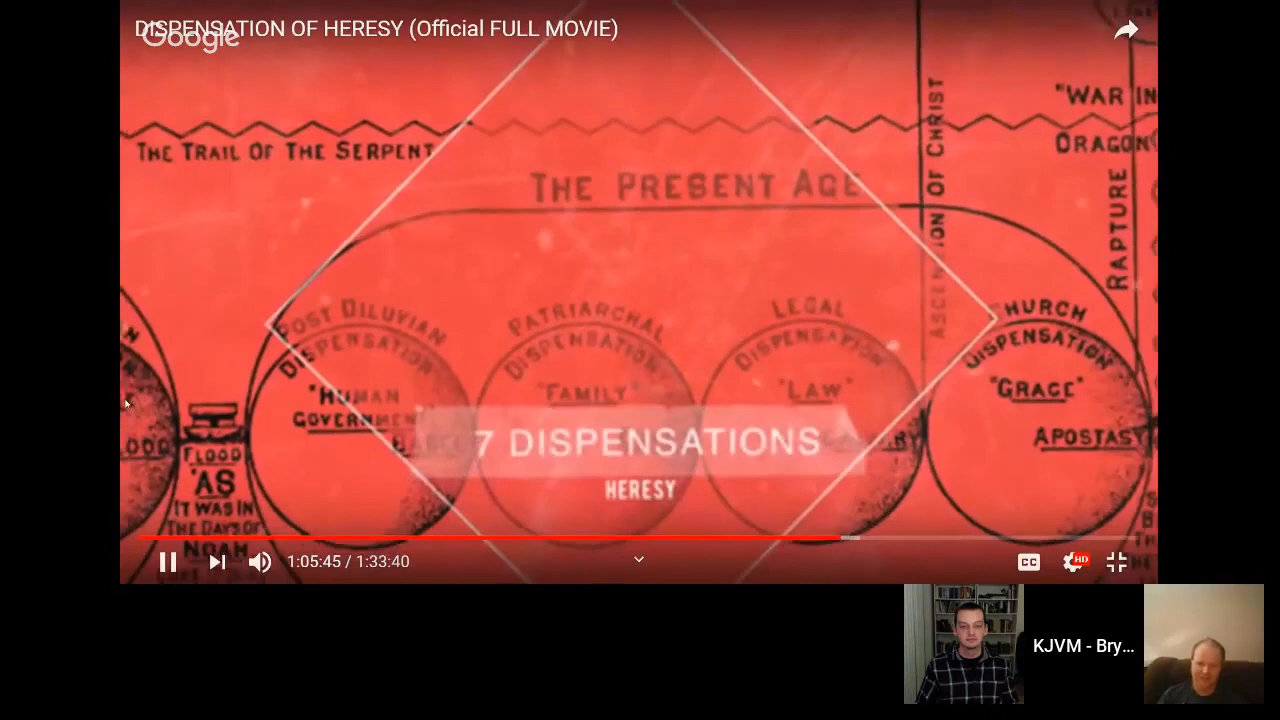 DISPENSATION OF HERESY (Official FULL MOVIE)
Google
"WAR IN
THE TRAIL OF THE SERPENT
DRAGON
THE PRESENT AGE
ASCENSION OF CHRIST
RAPTURE
POST DILUVIAN
DISPENSATION
"HUMAN
GOVERNMENT
PATRIARCHAL
DISPENSATION
"FAMILY"
LEGAL
DISPENSATION
"LAW"
CHURCH
DISPENSATION
"GRACE"
APOSTASY
FLOOD
"AS
IT WAS IN
THE DAYS OF
NOAH
7 DISPENSATIONS
HERESY
1:05:45 / 1:33:40
CC
HD
KJVM - Bry...